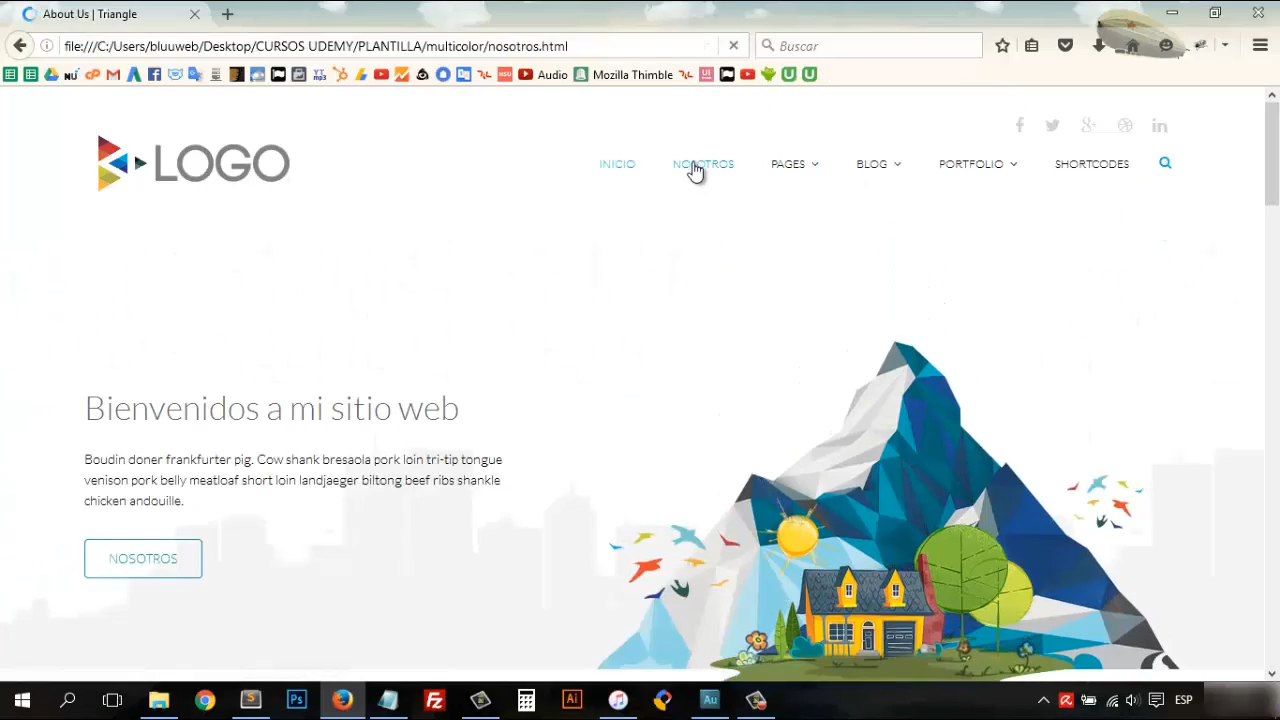 About Us | Triangle
file:///C:/Users/bluuweb/Desktop/CURSOS UDEMY/PLANTILLA/multicolor/nosotros.html
Buscar
Audio
Mozilla Thimble
LOGO
INICIO NOSOTROS PAGES BLOG PORTFOLIO SHORTCODES
Bienvenidos a mi sitio web
Boudin doner frankfurter pig. Cow shank bresaola pork loin tri-tip tongue
venison pork belly meatloaf short loin landjaeger biltong beef ribs shankle
chicken andouille.
NOSOTROS
ESP